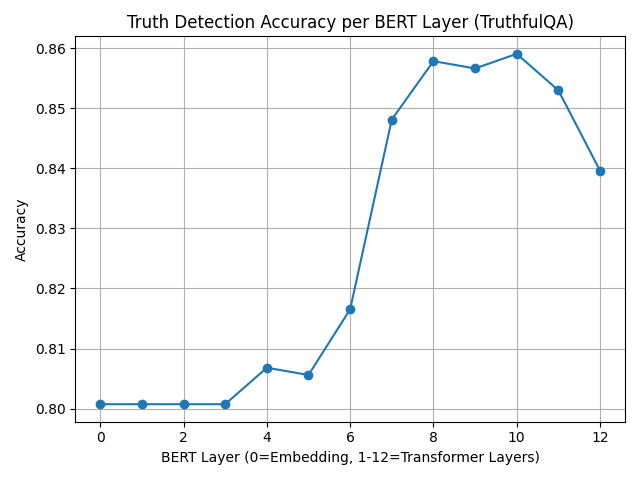 Truth Detection Accuracy per BERT Layer (TruthfulQA)
0.86
0.85
0.84
0.83
0.82
0.81
0.80
Accuracy
0 2 4 6 8 10 12
BERT Layer (0=Embedding, 1-12=Transformer Layers)